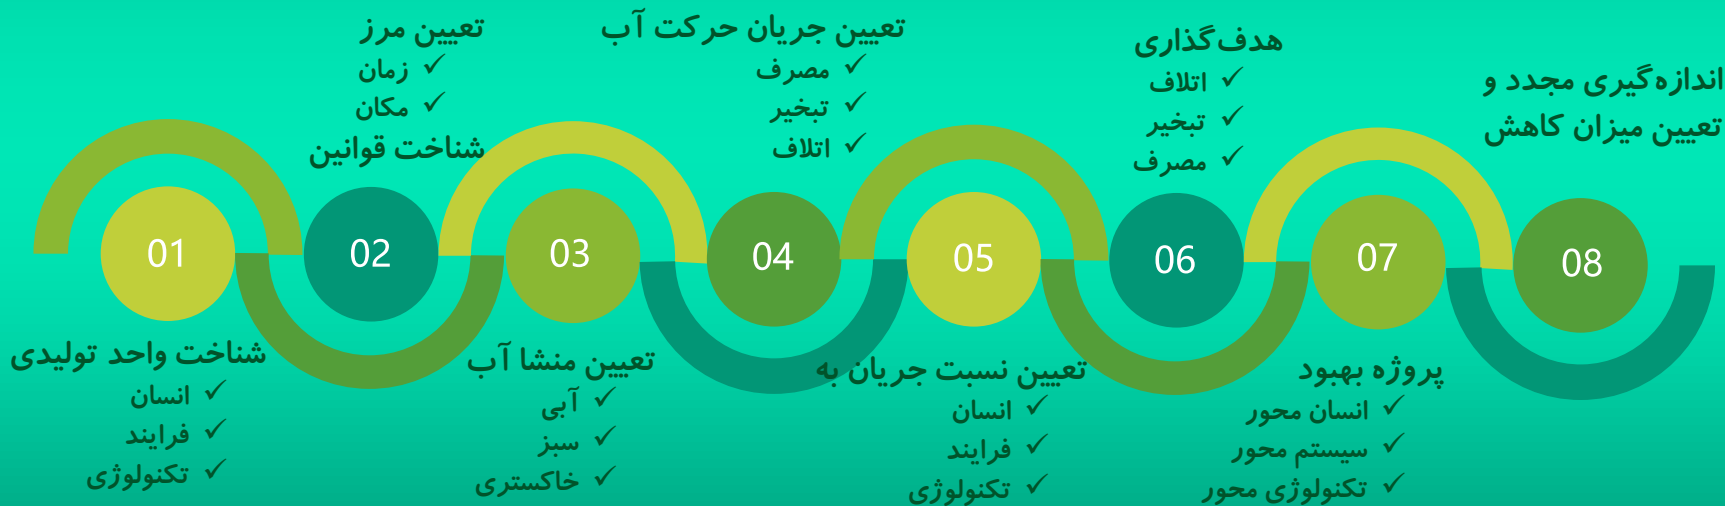 01
شناخت واحد تولیدی
✓ انسان
✓ فرایند
✓ تکنولوژی
02
تعیین مرز
✓ زمان
✓ مکان
شناخت قوانین
03
تعیین منشا آب
✓ آبی
✓ سبز
✓ خاکستری
04
تعیین جریان حرکت آب
✓ مصرف
✓ تبخیر
✓ اتلاف
05
تعیین نسبت جریان به
✓ انسان
✓ فرایند
✓ تکنولوژی
06
هدف گذاری
✓ اتلاف
✓ تبخیر
✓ مصرف
07
پروژه بهبود
✓ انسان محور
✓ سیستم محور
✓ تکنولوژی محور
08
اندازه گیری مجدد و
تعیین میزان کاهش